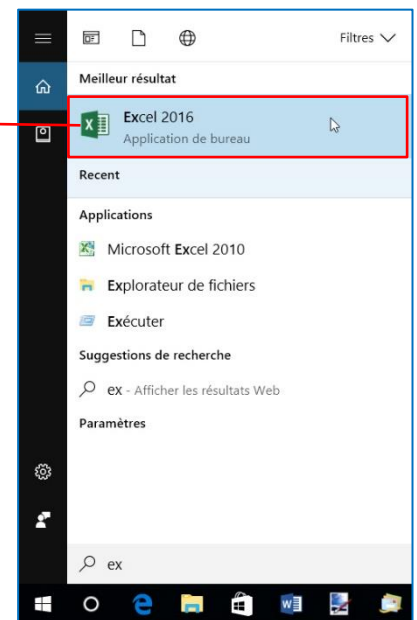 Filtres
Meilleur résultat
Excel 2016
Application de bureau
Recent
Applications
Microsoft Excel 2010
Explorateur de fichiers
Exécuter
Suggestions de recherche
ex - Afficher les résultats Web
Paramètres
ex